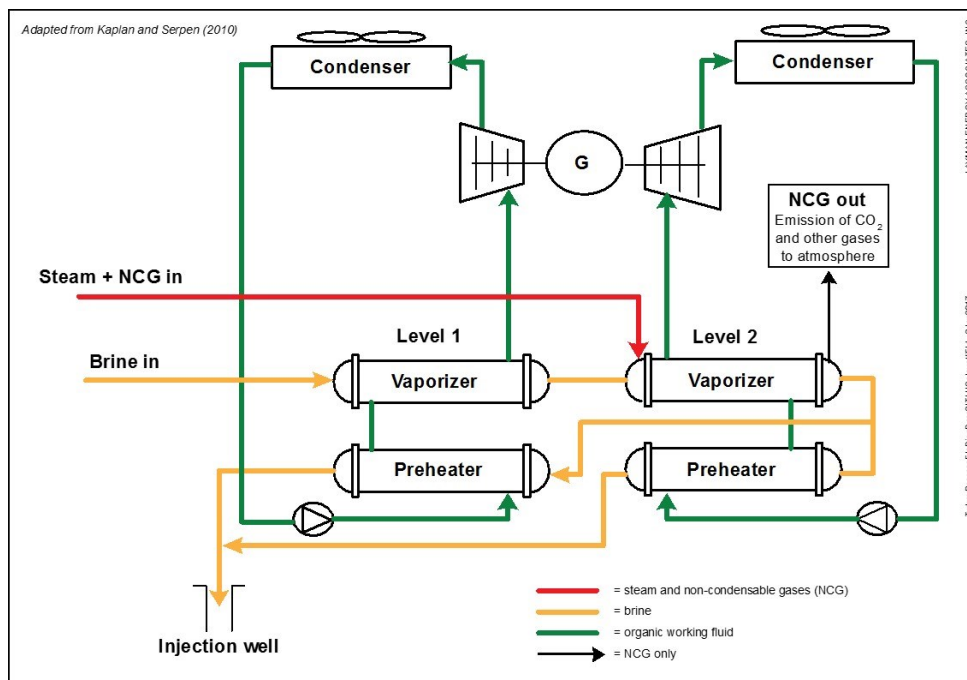 Adapted from Kaplan and Serpen (2010)
Condenser
Condenser
G
NCG out
Emission of CO₂
and other gases
to atmosphere
Steam + NCG in
Level 1
Level 2
Brine in
Vaporizer
Vaporizer
Preheater
Preheater
Injection well
= steam and non-condensable gases (NCG)
= brine
= organic working fluid
= NCG only